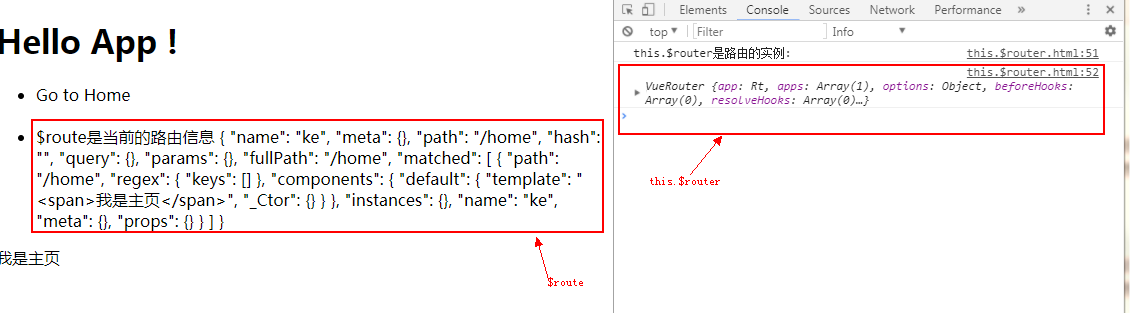 Hello App !
Go to Home
$route是当前的路由信息 { "name": "ke", "meta": {}, "path": "/home", "hash":
"", "query": {}, "params": {}, "fullPath": "/home", "matched": [ { "path":
"/home", "regex": { "keys": [] }, "components": { "default": { "template": "
<span>我是主页</span>", "_Ctor": {} } }, "instances": {}, "name": "ke",
"meta": {}, "props": {} } ] }
$route
我是主页
Elements Console Sources Network Performance »
top ▼ Filter Info ▼
this.$router是路由的实例: this.$router.html:51
this.$router.html:52
VueRouter {app: Rt, apps: Array(1), options: Object, beforeHooks:
Array(0), resolveHooks: Array(0)…}
this.$router